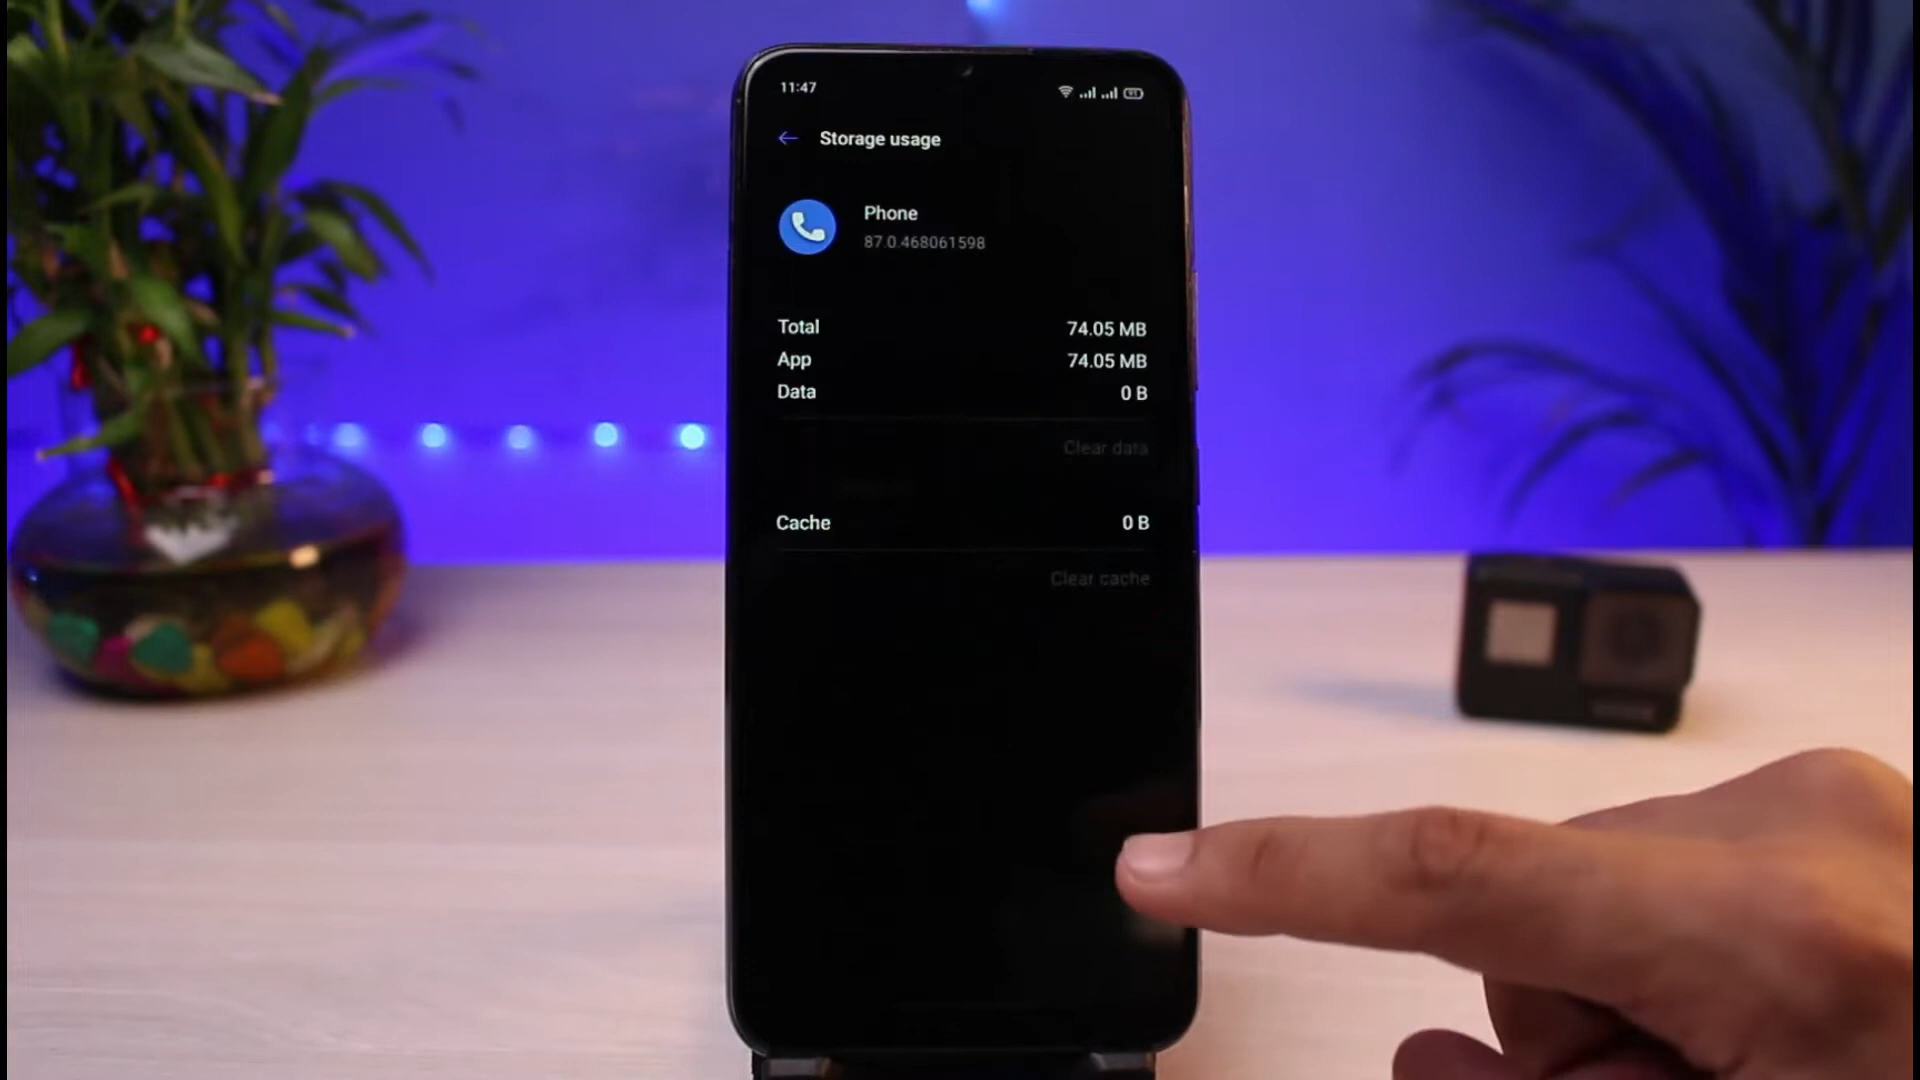 11:47
Storage usage
Phone
87.0.468061598
Total 74.05 MB
App 74.05 MB
Data 0 B
Clear data
Cache 0 B
Clear cache